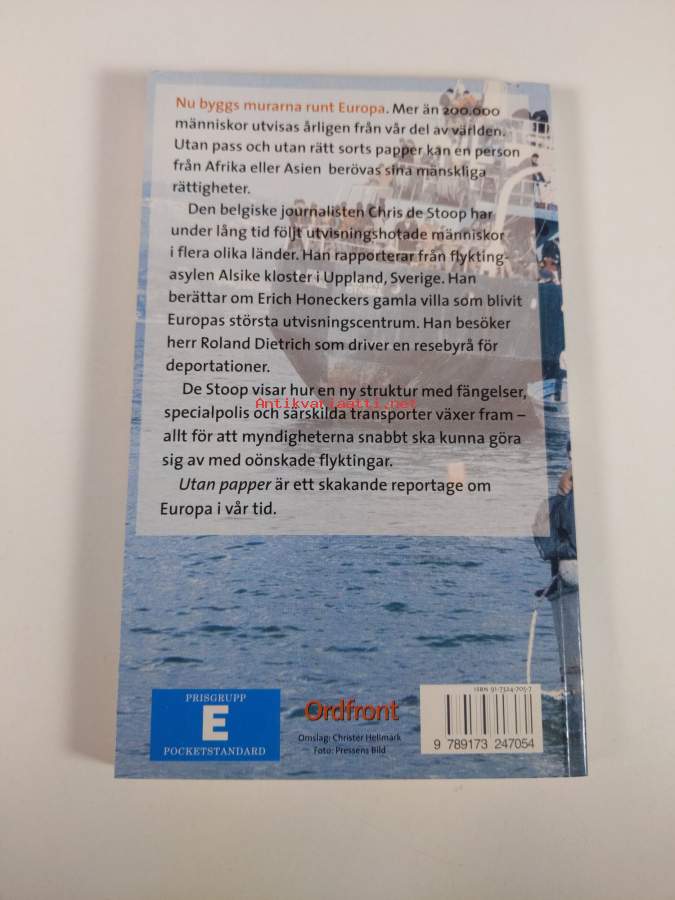 Nu byggs murarna runt Europa. Mer än 200.000
människor utvisas årligen från vår del av världen.
Utan pass och utan rätt sorts papper kan en person
från Afrika eller Asien berövas sina mänskliga
rättigheter.
Den belgiske journalisten Chris de Stoop har
under lång tid följt utvisningshotade människor
i flera olika länder. Han rapporterar från flykting-
asylen Alsike kloster i Uppland, Sverige. Han
berättar om Erich Honeckers gamla villa som blivit
Europas största utvisningscentrum. Han besöker
herr Roland Dietrich som driver en resebyrå för
deportationer.
De Stoop visar hur en ny struktur med fängelser,
Antikvariaatti.net
specialpolis och särskilda transporter växer fram –
allt för att myndigheterna snabbt ska kunna göra
sig av med oönskade flyktingar.
Utan papper är ett skakande reportage om
Europa i vår tid.
PRISGRUPP
E
POCKETSTANDARD
Ordfront
Omslag: Christer Hellmark
Foto: Pressens Bild
ISBN 91-7324-705-7
9 789173 247054